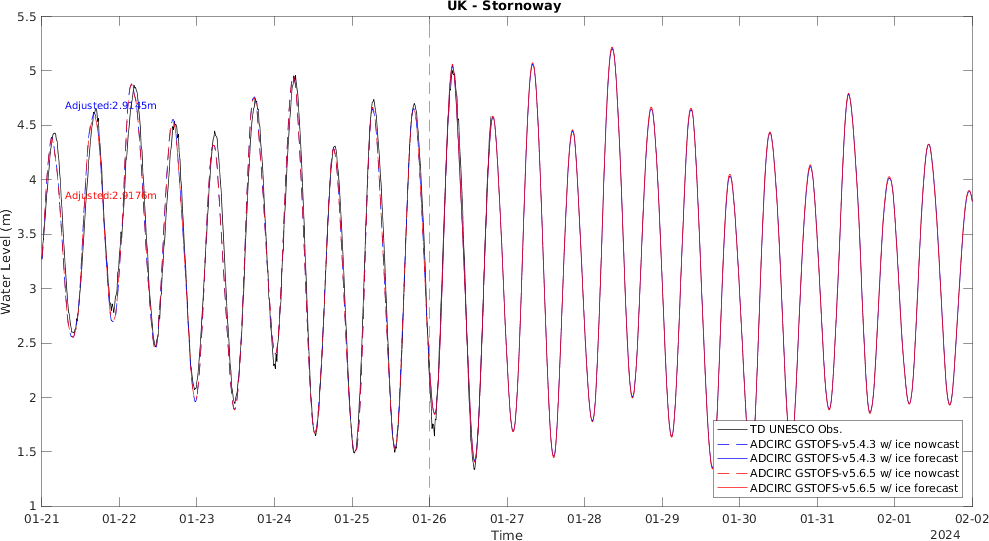 UK - Stornoway
5.5
5
4.5
4
3.5
3
2.5
2
1.5
1
Water Level (m)
Adjusted:2.9145m
Adjusted:2.9176m
TD UNESCO Obs.
ADCIRC GSTOFS-v5.4.3 w/ ice nowcast
ADCIRC GSTOFS-v5.4.3 w/ ice forecast
ADCIRC GSTOFS-v5.6.5 w/ ice nowcast
ADCIRC GSTOFS-v5.6.5 w/ ice forecast
01-21 01-22 01-23 01-24 01-25 01-26 01-27 01-28 01-29 01-30 01-31 02-01 02-02
Time 2024